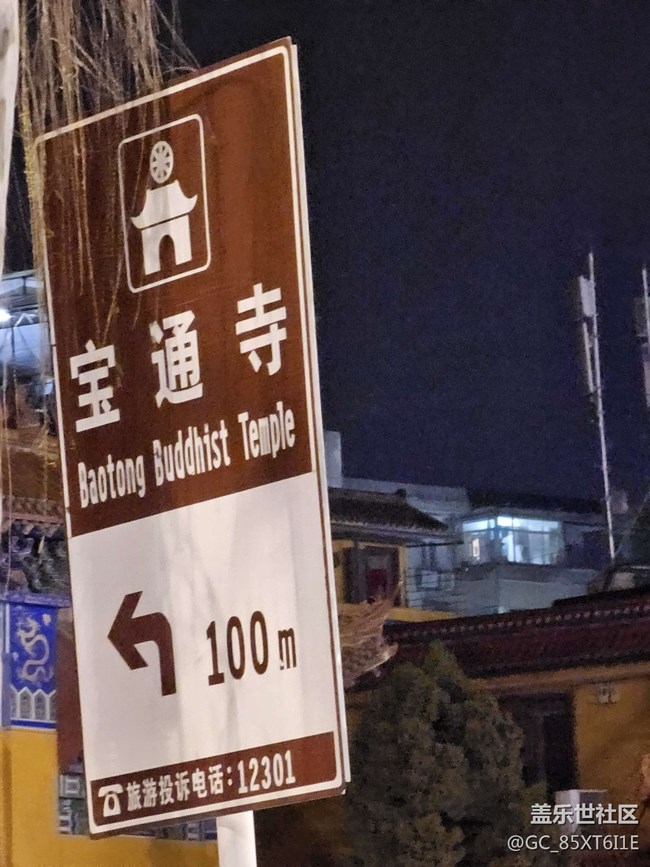 宝通寺
Baotong Buddhist Temple
100m
旅游投诉电话:12301
盖乐世社区
@GC_85XT6I1E